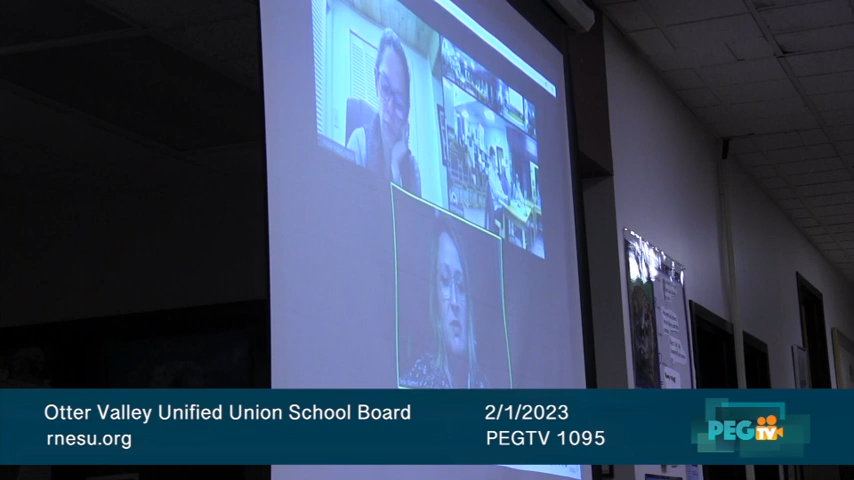 Otter Valley Unified Union School Board
2/1/2023
rnesu.org
PEGTV 1095
PEG
TV